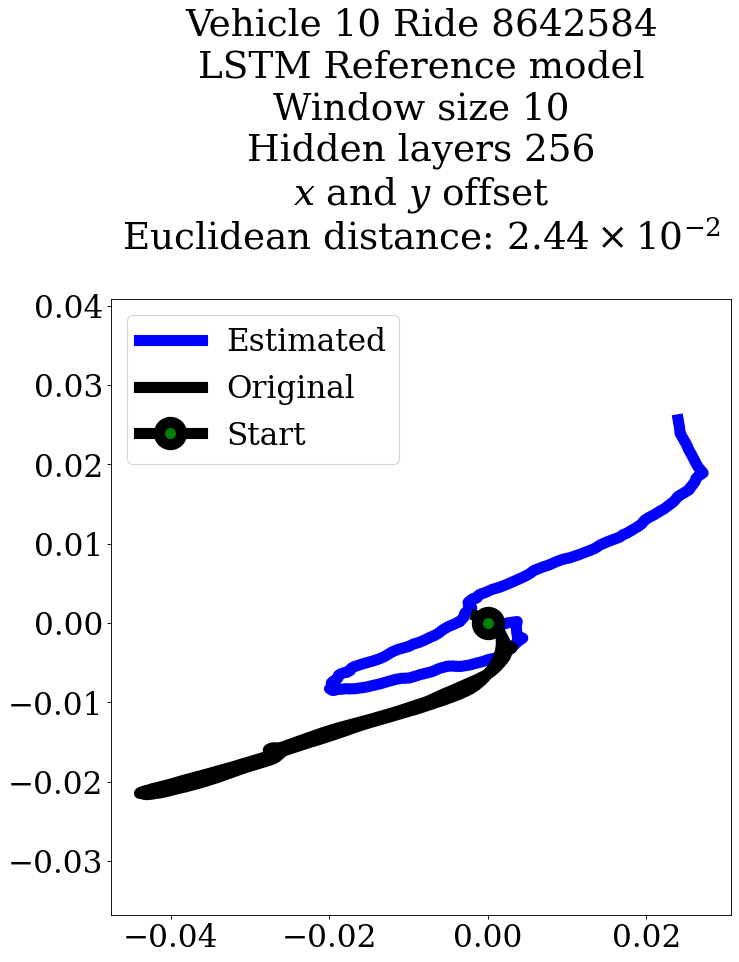 Vehicle 10 Ride 8642584
LSTM Reference model
Window size 10
Hidden layers 256
x and y offset
Euclidean distance: 2.44 × 10⁻²
Estimated
Original
Start
0.04
0.03
0.02
0.01
0.00
−0.01
−0.02
−0.03
−0.04 −0.02 0.00 0.02